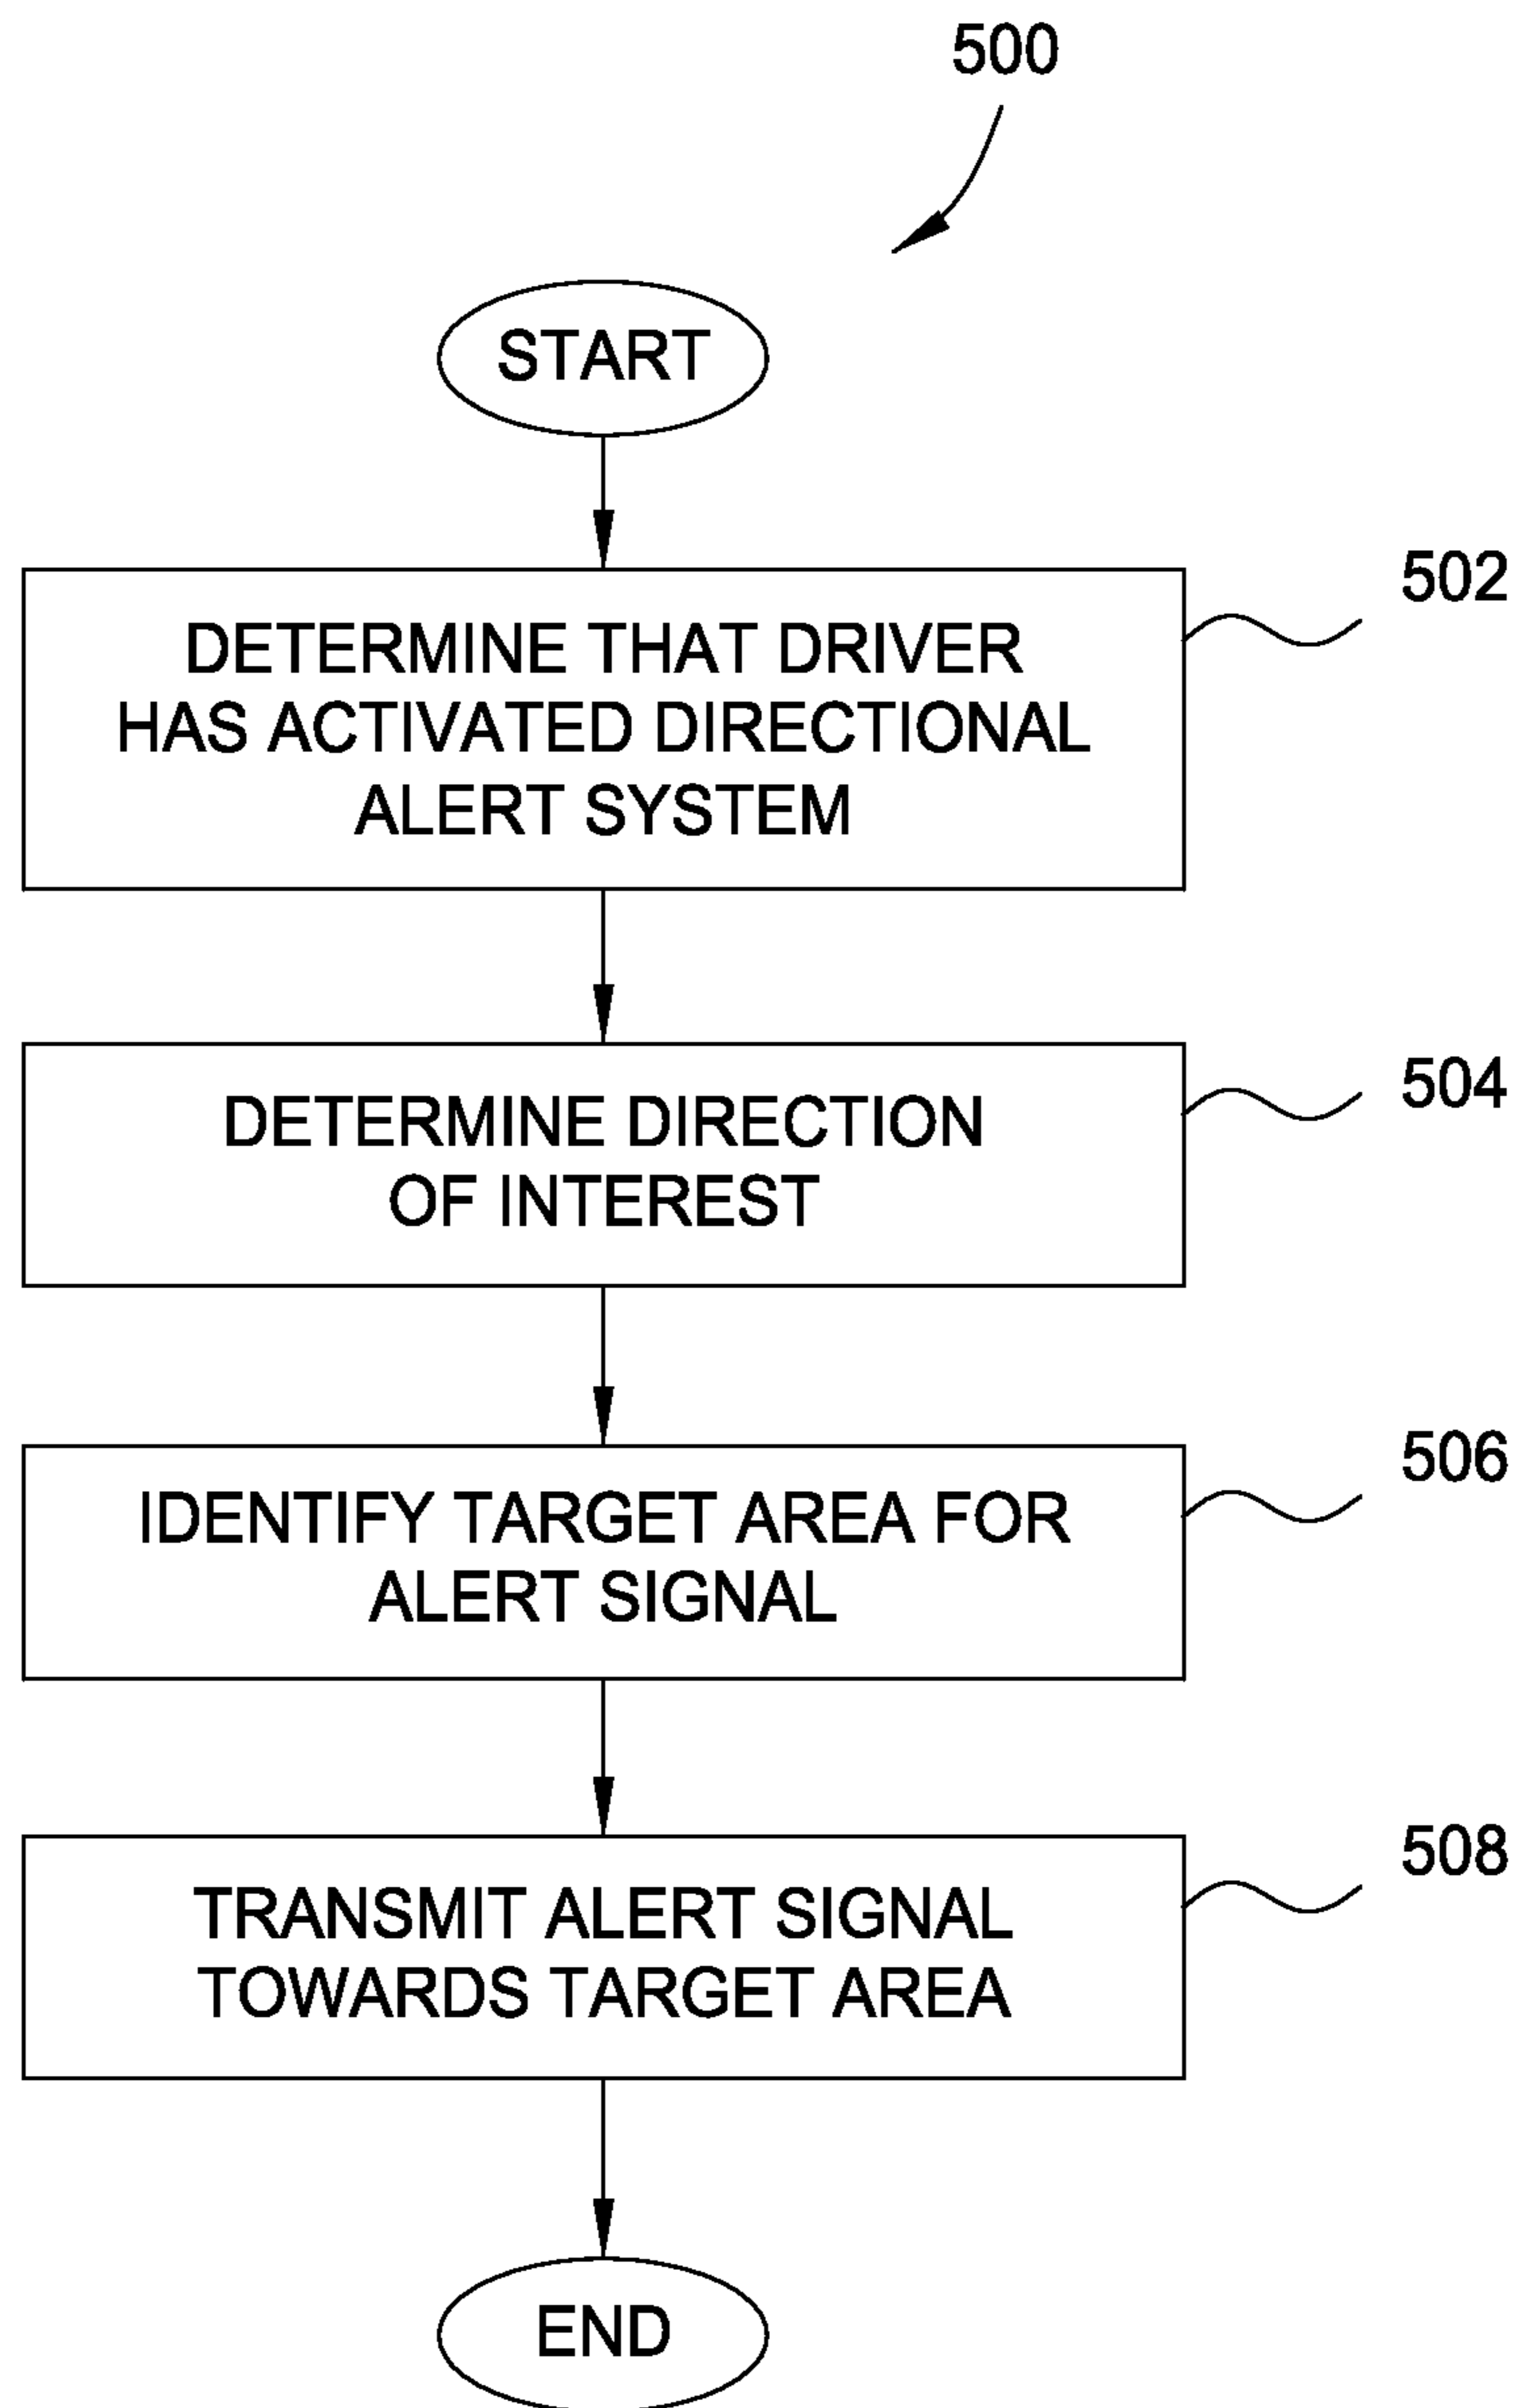 500
START
DETERMINE THAT DRIVER
HAS ACTIVATED DIRECTIONAL
ALERT SYSTEM
502
DETERMINE DIRECTION
OF INTEREST
504
IDENTIFY TARGET AREA FOR
ALERT SIGNAL
506
TRANSMIT ALERT SIGNAL
TOWARDS TARGET AREA
508
END